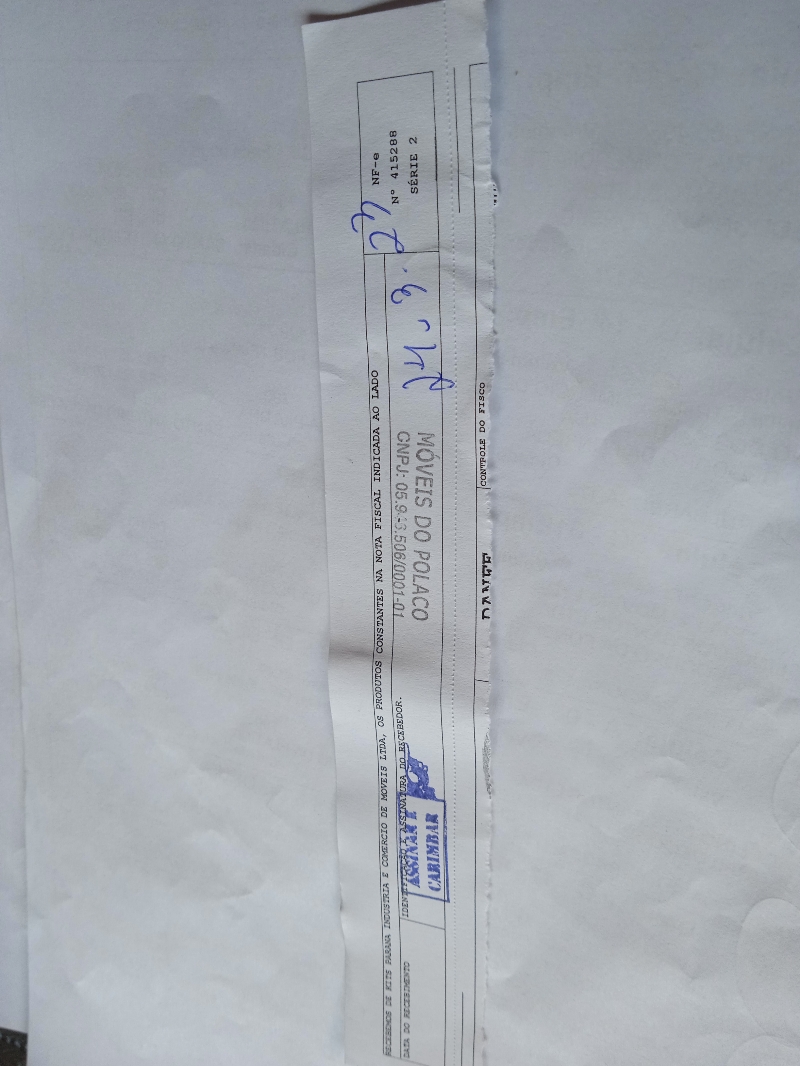 RECEBEMOS DE KITS PARANA INDUSTRIA E COMERCIO DE MOVEIS LTDA, OS PRODUTOS CONSTANTES NA NOTA FISCAL INDICADA AO LADO
NF-e
Nº 415288
SÉRIE 2
DATA DO RECEBIMENTO
IDENTIFICAÇÃO E ASSINATURA DO RECEBEDOR.
ASSINAR E
CARIMBAR
MÓVEIS DO POLACO
CNPJ: 05.9 3.506/0001-01
DANFE
CONTROLE DO FISCO